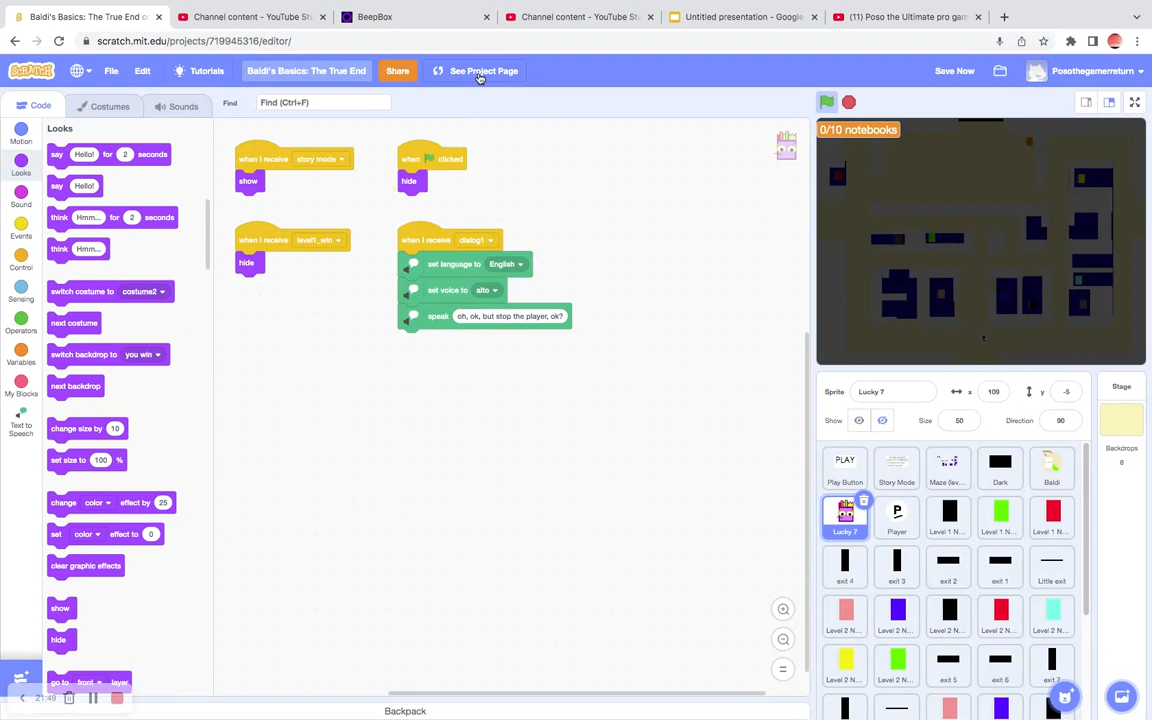 Baldi's Basics: The True End o
Channel content - YouTube Stu
BeepBox
Channel content - YouTube Stu
Untitled presentation - Google
(11) Poso the Ultimate pro gam
scratch.mit.edu/projects/719945316/editor/
SCRATCH
File
Edit
Tutorials
Baldi's Basics: The True End
Share
See Project Page
Save Now
Posothegamerreturn
Code
Costumes
Sounds
Find
Find (Ctrl+F)
Motion
Looks
Sound
Events
Control
Sensing
Operators
Variables
My Blocks
Text to
Speech
Looks
say Hello! for 2 seconds
say Hello!
think Hmm... for 2 seconds
think Hmm...
switch costume to costume2
next costume
switch backdrop to you win
next backdrop
change size by 10
set size to 100 %
change color effect by 25
set color effect to 0
clear graphic effects
show
hide
go to front layer
when I receive story mode
show
when clicked
hide
when I receive level1_win
hide
when I receive dialog1
set language to English
set voice to alto
speak oh, ok, but stop the player, ok?
0/10 notebooks
Sprite Lucky 7 x 109 y -5
Show Size 50 Direction 90
Stage
Backdrops
8
PLAY
Play Button
Story Mode
Maze (lev...
Dark
Baldi
Lucky 7
Player
Level 1 N...
Level 1 N...
Level 1 N...
exit 4
exit 3
exit 2
exit 1
Little exit
Level 2 N...
Level 2 N...
Level 2 N...
Level 2 N...
Level 2 N...
Level 2 N...
Level 2 N...
exit 5
exit 6
exit 7
21:49
Backpack